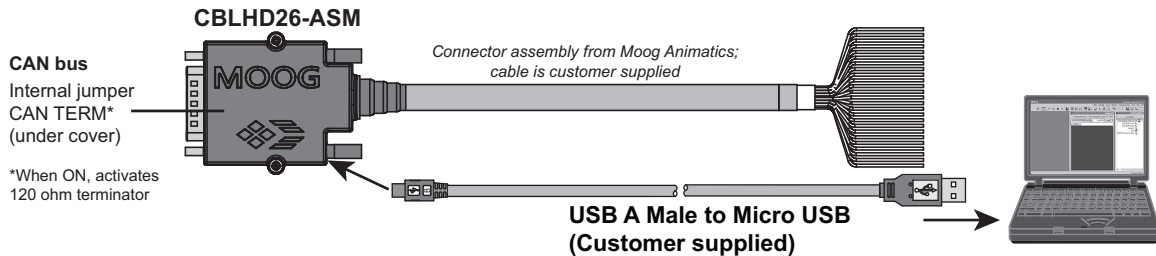 CBLHD26-ASM
CAN bus
Internal jumper
CAN TERM*
(under cover)
*When ON, activates
120 ohm terminator
MOOG
Connector assembly from Moog Animatics;
cable is customer supplied
USB A Male to Micro USB
(Customer supplied)